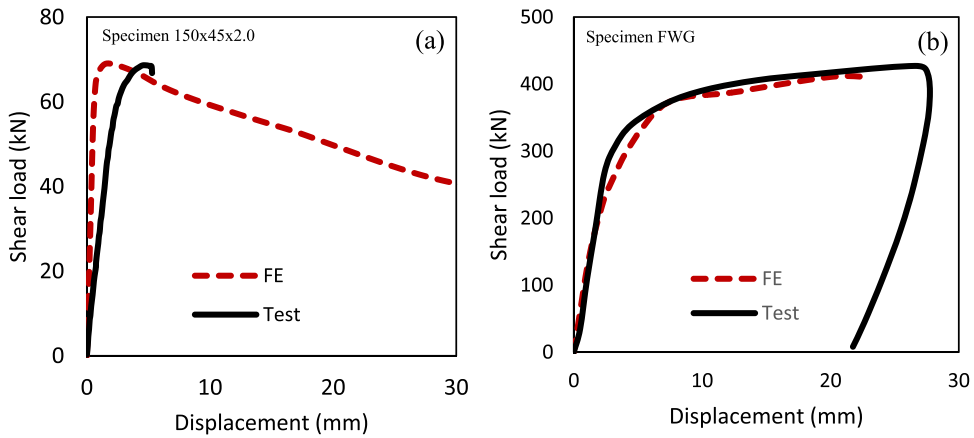 Specimen 150x45x2.0
(a)
80
60
40
20
0
Shear load (kN)
FE
Test
0
10
20
30
Displacement (mm)
Specimen FWG
(b)
500
400
300
200
100
0
Shear load (kN)
FE
Test
0
10
20
30
Displacement (mm)